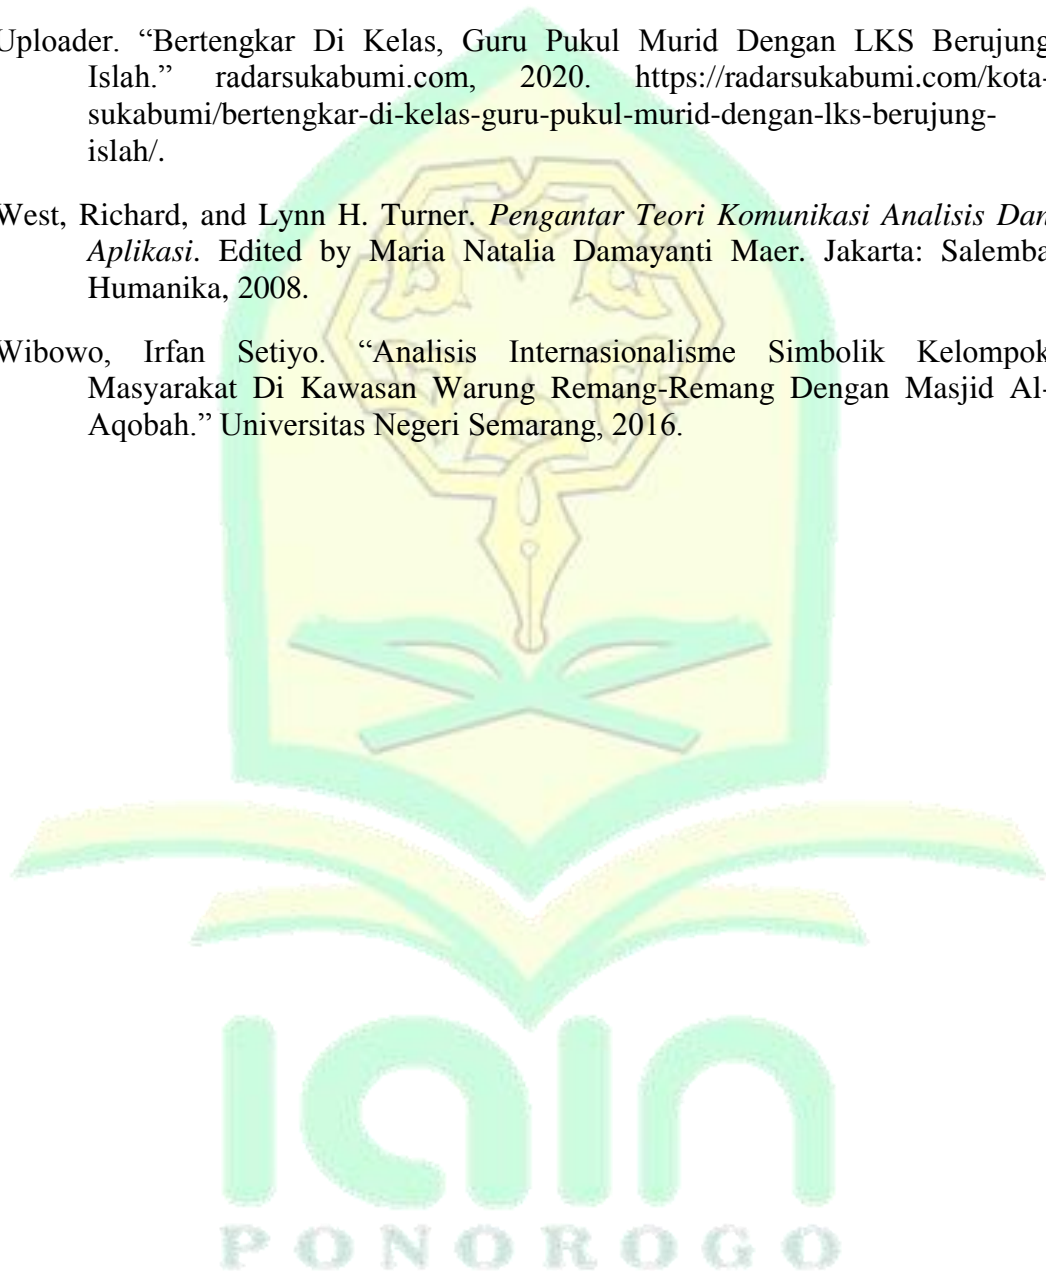 Uploader. “Bertengkar Di Kelas, Guru Pukul Murid Dengan LKS Berujung
Islah.” radarsukabumi.com, 2020. https://radarsukabumi.com/kota-
sukabumi/bertengkar-di-kelas-guru-pukul-murid-dengan-lks-berujung-
islah/.
West, Richard, and Lynn H. Turner. Pengantar Teori Komunikasi Analisis Dan
Aplikasi. Edited by Maria Natalia Damayanti Maer. Jakarta: Salemba
Humanika, 2008.
Wibowo, Irfan Setiyo. “Analisis Internasionalisme Simbolik Kelompok
Masyarakat Di Kawasan Warung Remang-Remang Dengan Masjid Al-
Aqobah.” Universitas Negeri Semarang, 2016.
iain
PONOROGO